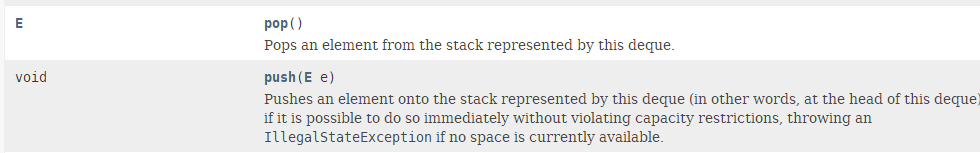 E pop()
Pops an element from the stack represented by this deque.
void push(E e)
Pushes an element onto the stack represented by this deque (in other words, at the head of this deque)
if it is possible to do so immediately without violating capacity restrictions, throwing an
IllegalStateException if no space is currently available.